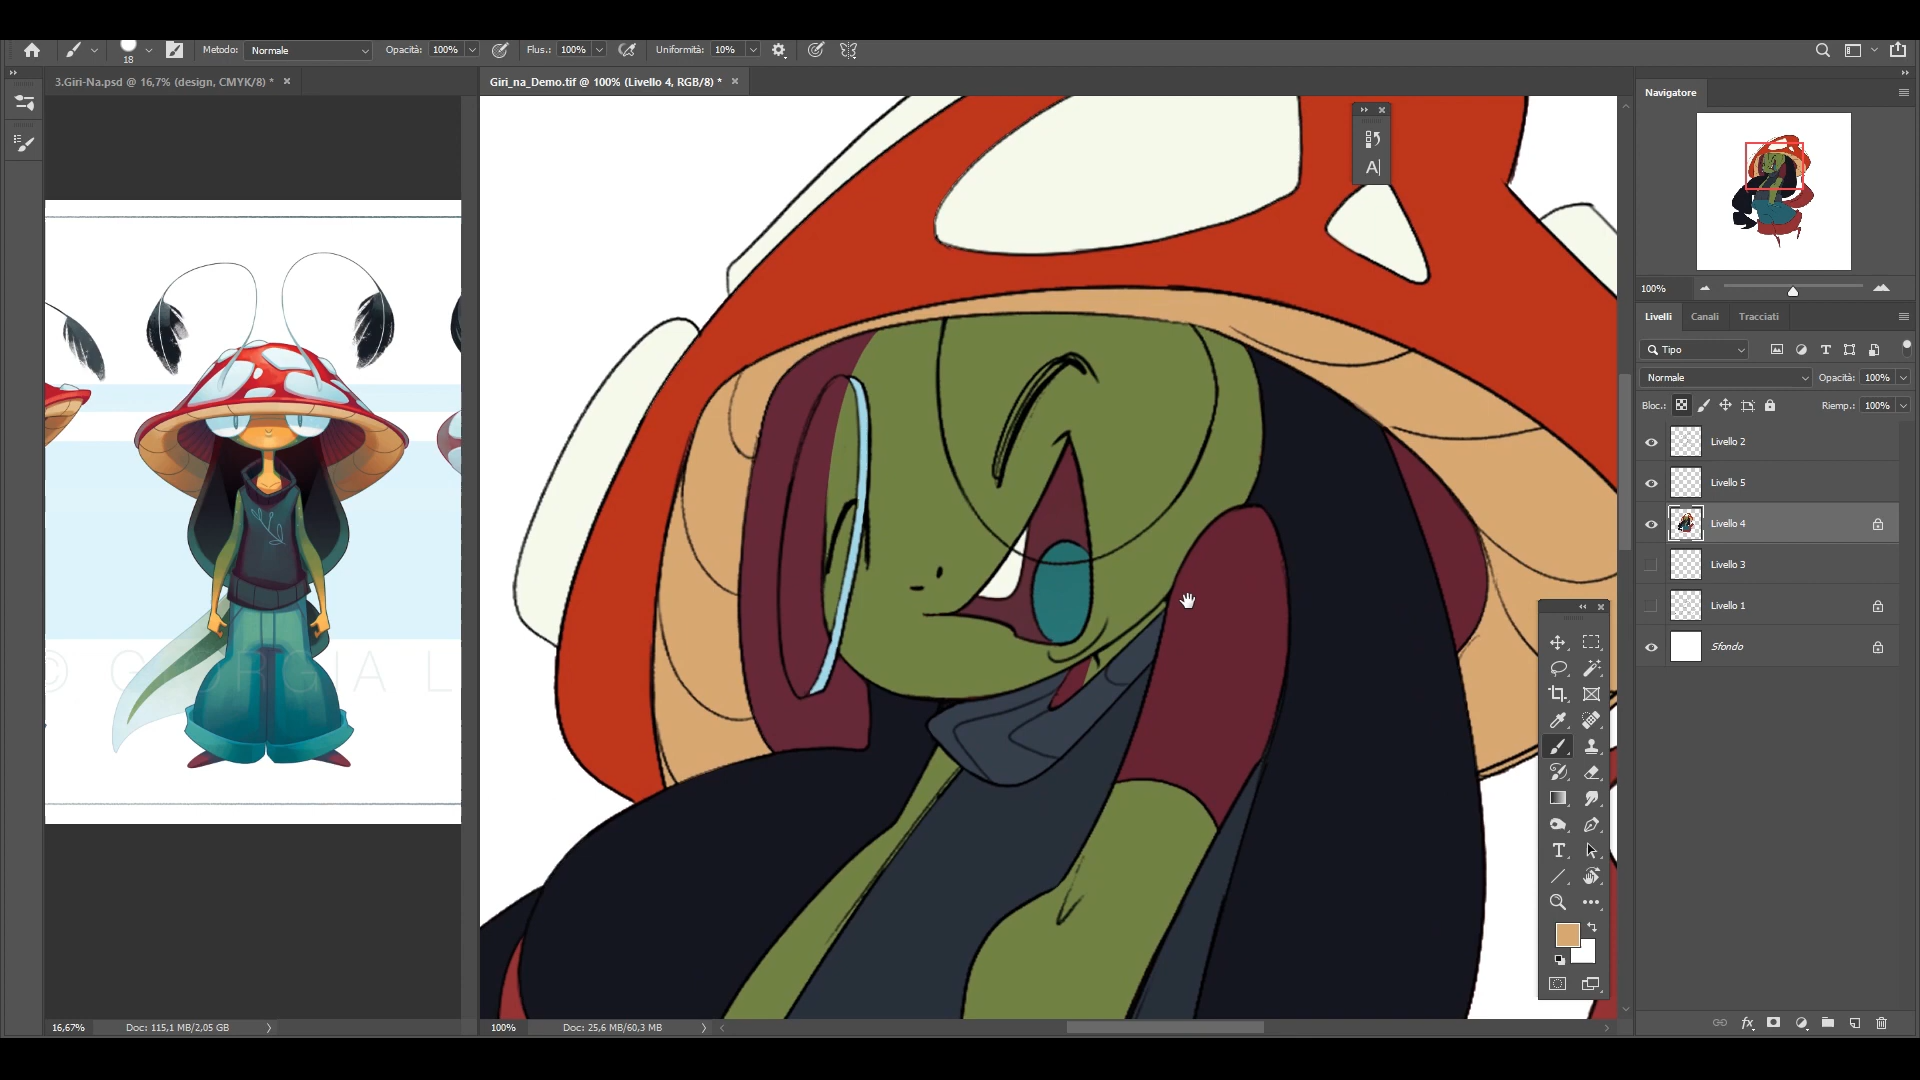 Metodo: Normale Opacità: 100% Flus.: 100% Uniformità: 10%
18
3.Giri-Na.psd @ 16,7% (design, CMYK/8) *
Giri_na_Demo.tif @ 100% (Livello 4, RGB/8) *
Navigatore
A
100%
Livelli Canali Tracciati
Tipo
Normale Opacità: 100%
Bloc.: Riemp.: 100%
Livello 2
Livello 5
Livello 4
Livello 3
Livello 1
Sfondo
© GIORGIA L
16,67% Doc: 115,1 MB/2,05 GB
100% Doc: 25,6 MB/60,3 MB